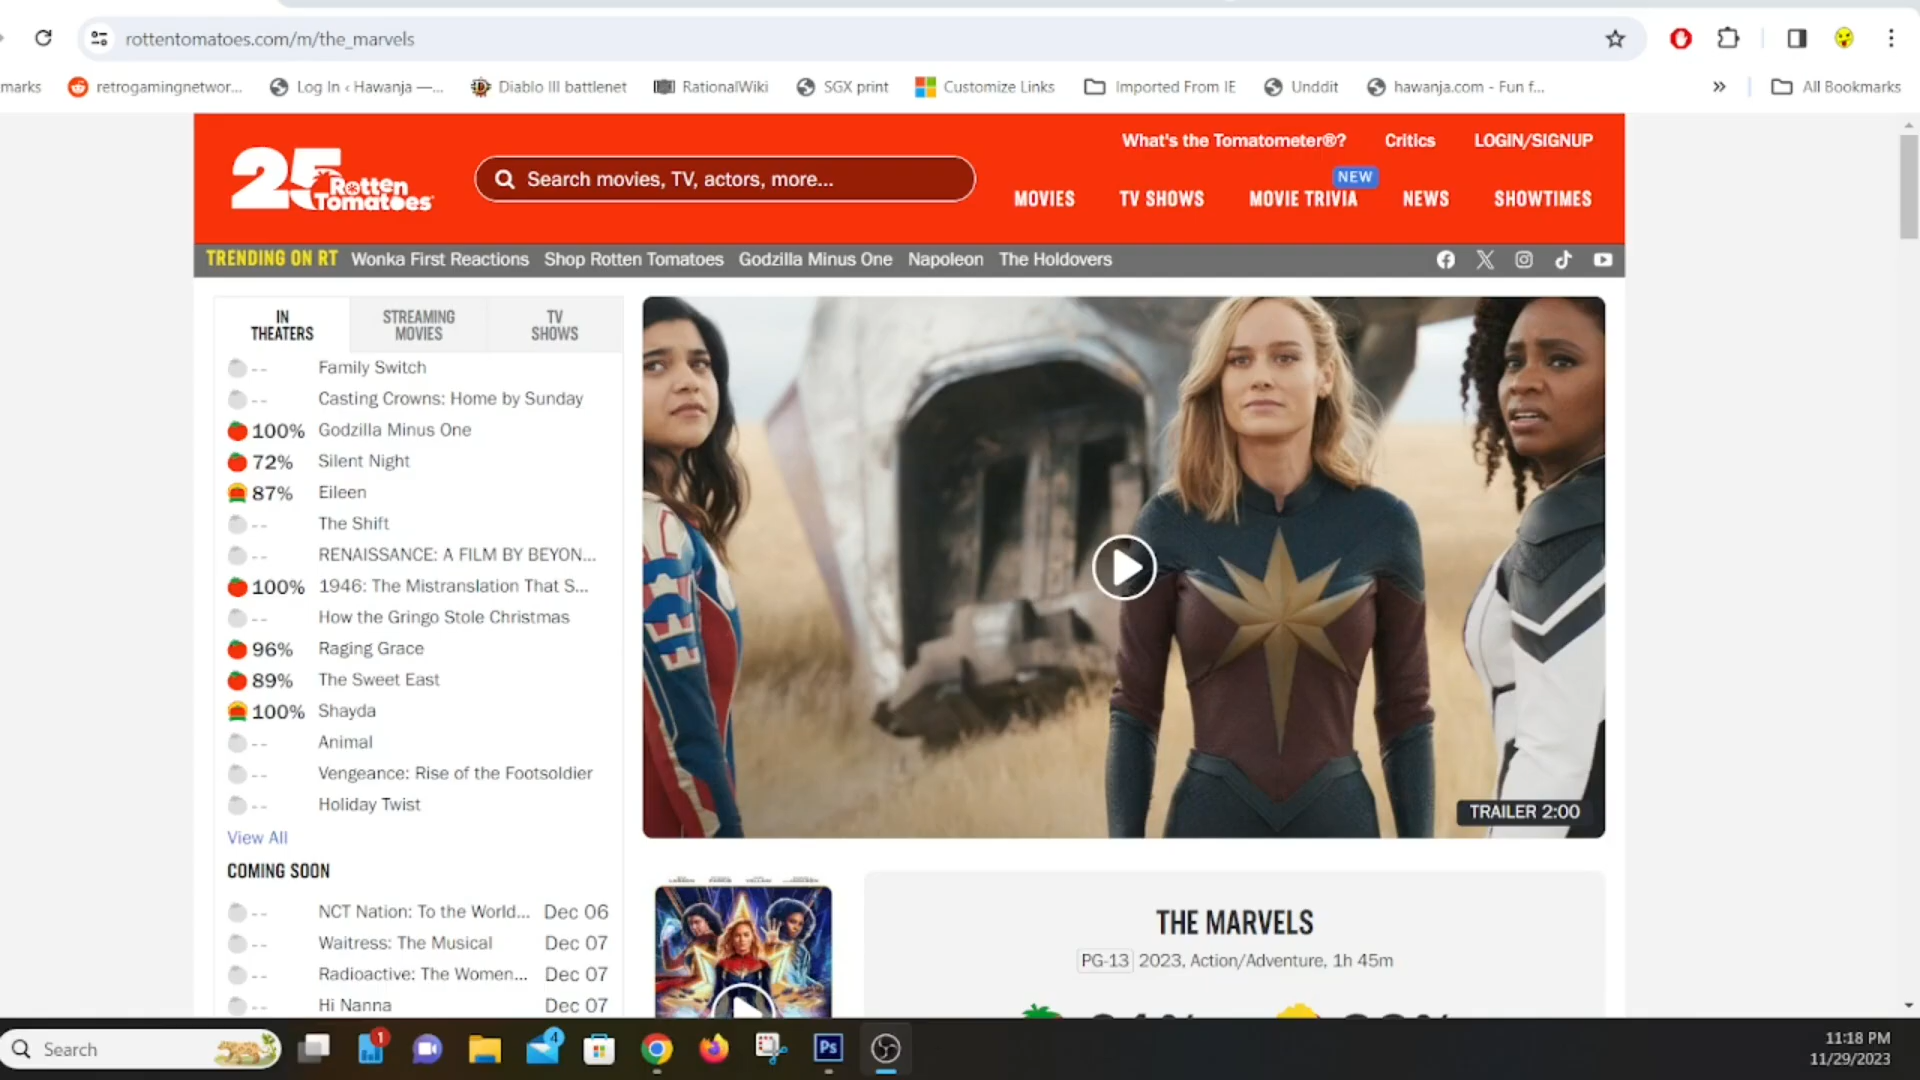 rottentomatoes.com/m/the_marvels
marks
retrogamingnetwor...
Log In ‹ Hawanja —...
Diablo III battlenet
RationalWiki
SGX print
Customize Links
Imported From IE
Unddit
hawanja.com - Fun f...
»
All Bookmarks
What's the Tomatometer®?
Critics
LOGIN/SIGNUP
25 Rotten Tomatoes
Search movies, TV, actors, more...
NEW
MOVIES
TV SHOWS
MOVIE TRIVIA
NEWS
SHOWTIMES
TRENDING ON RT
Wonka First Reactions
Shop Rotten Tomatoes
Godzilla Minus One
Napoleon
The Holdovers
IN THEATERS
STREAMING MOVIES
TV SHOWS
-- Family Switch
-- Casting Crowns: Home by Sunday
100% Godzilla Minus One
72% Silent Night
87% Eileen
-- The Shift
-- RENAISSANCE: A FILM BY BEYON...
100% 1946: The Mistranslation That S...
-- How the Gringo Stole Christmas
96% Raging Grace
89% The Sweet East
100% Shayda
-- Animal
-- Vengeance: Rise of the Footsoldier
-- Holiday Twist
View All
TRAILER 2:00
COMING SOON
-- NCT Nation: To the World... Dec 06
-- Waitress: The Musical Dec 07
-- Radioactive: The Women... Dec 07
-- Hi Nanna Dec 07
THE MARVELS
PG-13 2023, Action/Adventure, 1h 45m
Search
1
4
Ps
11:18 PM
11/29/2023